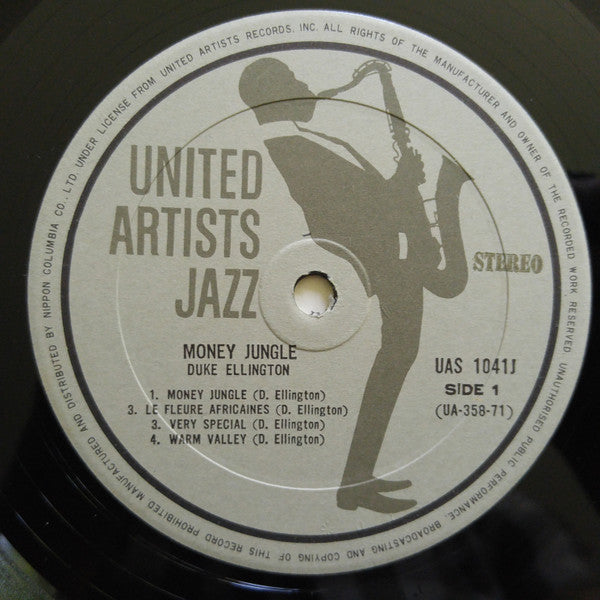 MANUFACTURED AND DISTRIBUTED BY NIPPON COLUMBIA CO., LTD. UNDER LICENSE FROM UNITED ARTISTS RECORDS, INC. ALL RIGHTS OF THE MANUFACTURER AND OWNER OF THE RECORDED WORK RESERVED. UNAUTHORISED PUBLIC PERFORMANCE, BROADCASTING AND COPYING OF THIS RECORD PROHIBITED
UNITED
ARTISTS
JAZZ
STEREO
MONEY JUNGLE
DUKE ELLINGTON
1. MONEY JUNGLE (D. Ellington)
3. LE FLEURE AFRICAINES (D. Ellington)
3. VERY SPECIAL (D. Ellington)
4. WARM VALLEY (D. Ellington)
UAS 1041J
SIDE 1
(UA-358-71)